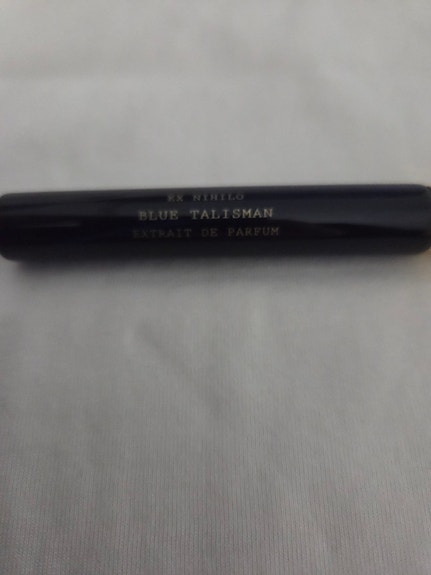 EX NIHILO
BLUE TALISMAN
EXTRAIT DE PARFUM